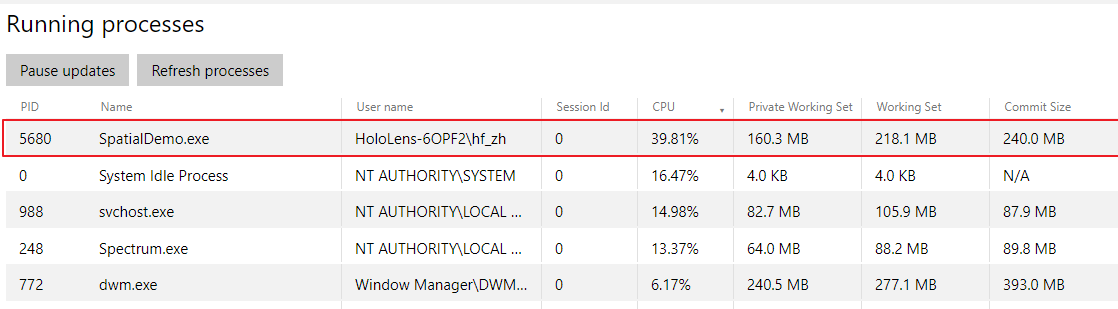 Running processes
Pause updates Refresh processes
PID Name User name Session Id CPU Private Working Set Working Set Commit Size
5680 SpatialDemo.exe HoloLens-6OPF2\hf_zh 0 39.81% 160.3 MB 218.1 MB 240.0 MB
0 System Idle Process NT AUTHORITY\SYSTEM 0 16.47% 4.0 KB 4.0 KB N/A
988 svchost.exe NT AUTHORITY\LOCAL ... 0 14.98% 82.7 MB 105.9 MB 87.9 MB
248 Spectrum.exe NT AUTHORITY\LOCAL ... 0 13.37% 64.0 MB 88.2 MB 89.8 MB
772 dwm.exe Window Manager\DWM... 0 6.17% 240.5 MB 277.1 MB 393.0 MB